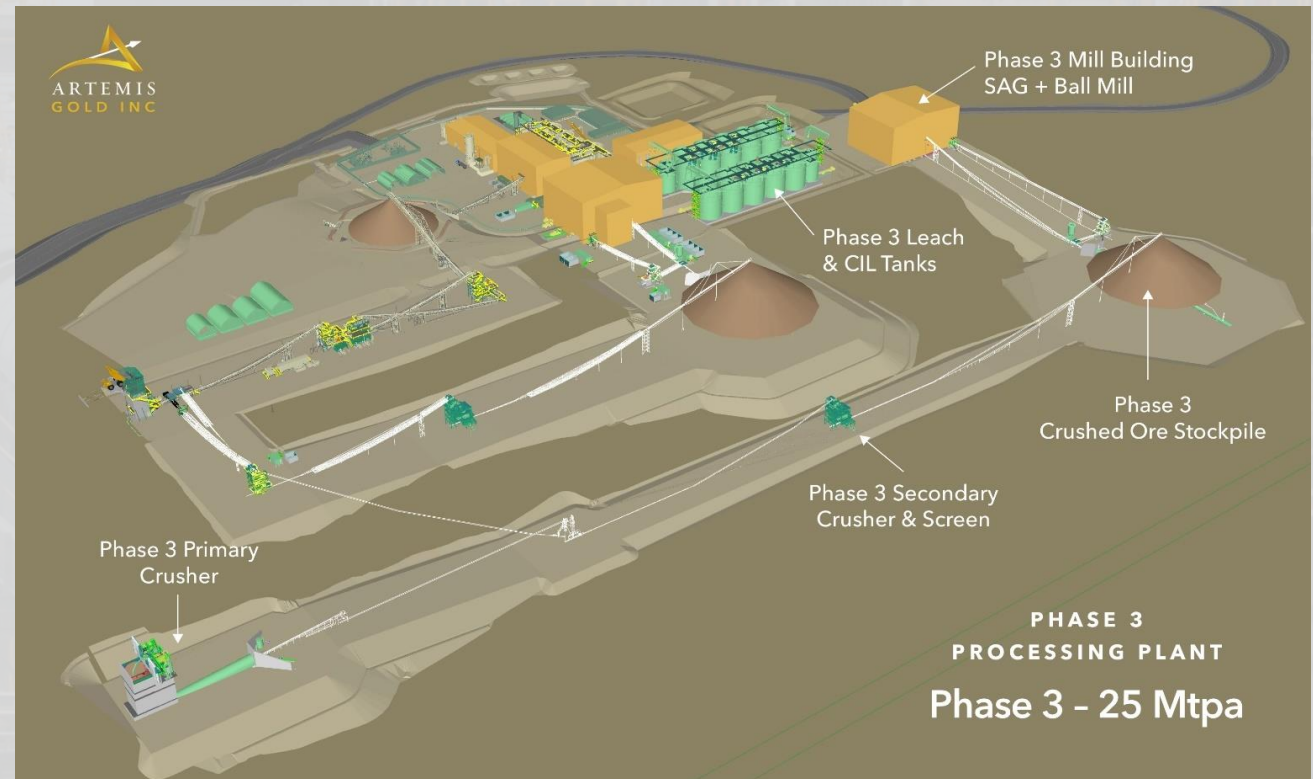 ARTEMIS
GOLD INC
Phase 3 Mill Building
SAG + Ball Mill
Phase 3 Leach
& CIL Tanks
Phase 3
Crushed Ore Stockpile
Phase 3 Secondary
Crusher & Screen
Phase 3 Primary
Crusher
PHASE 3
PROCESSING PLANT
Phase 3 – 25 Mtpa